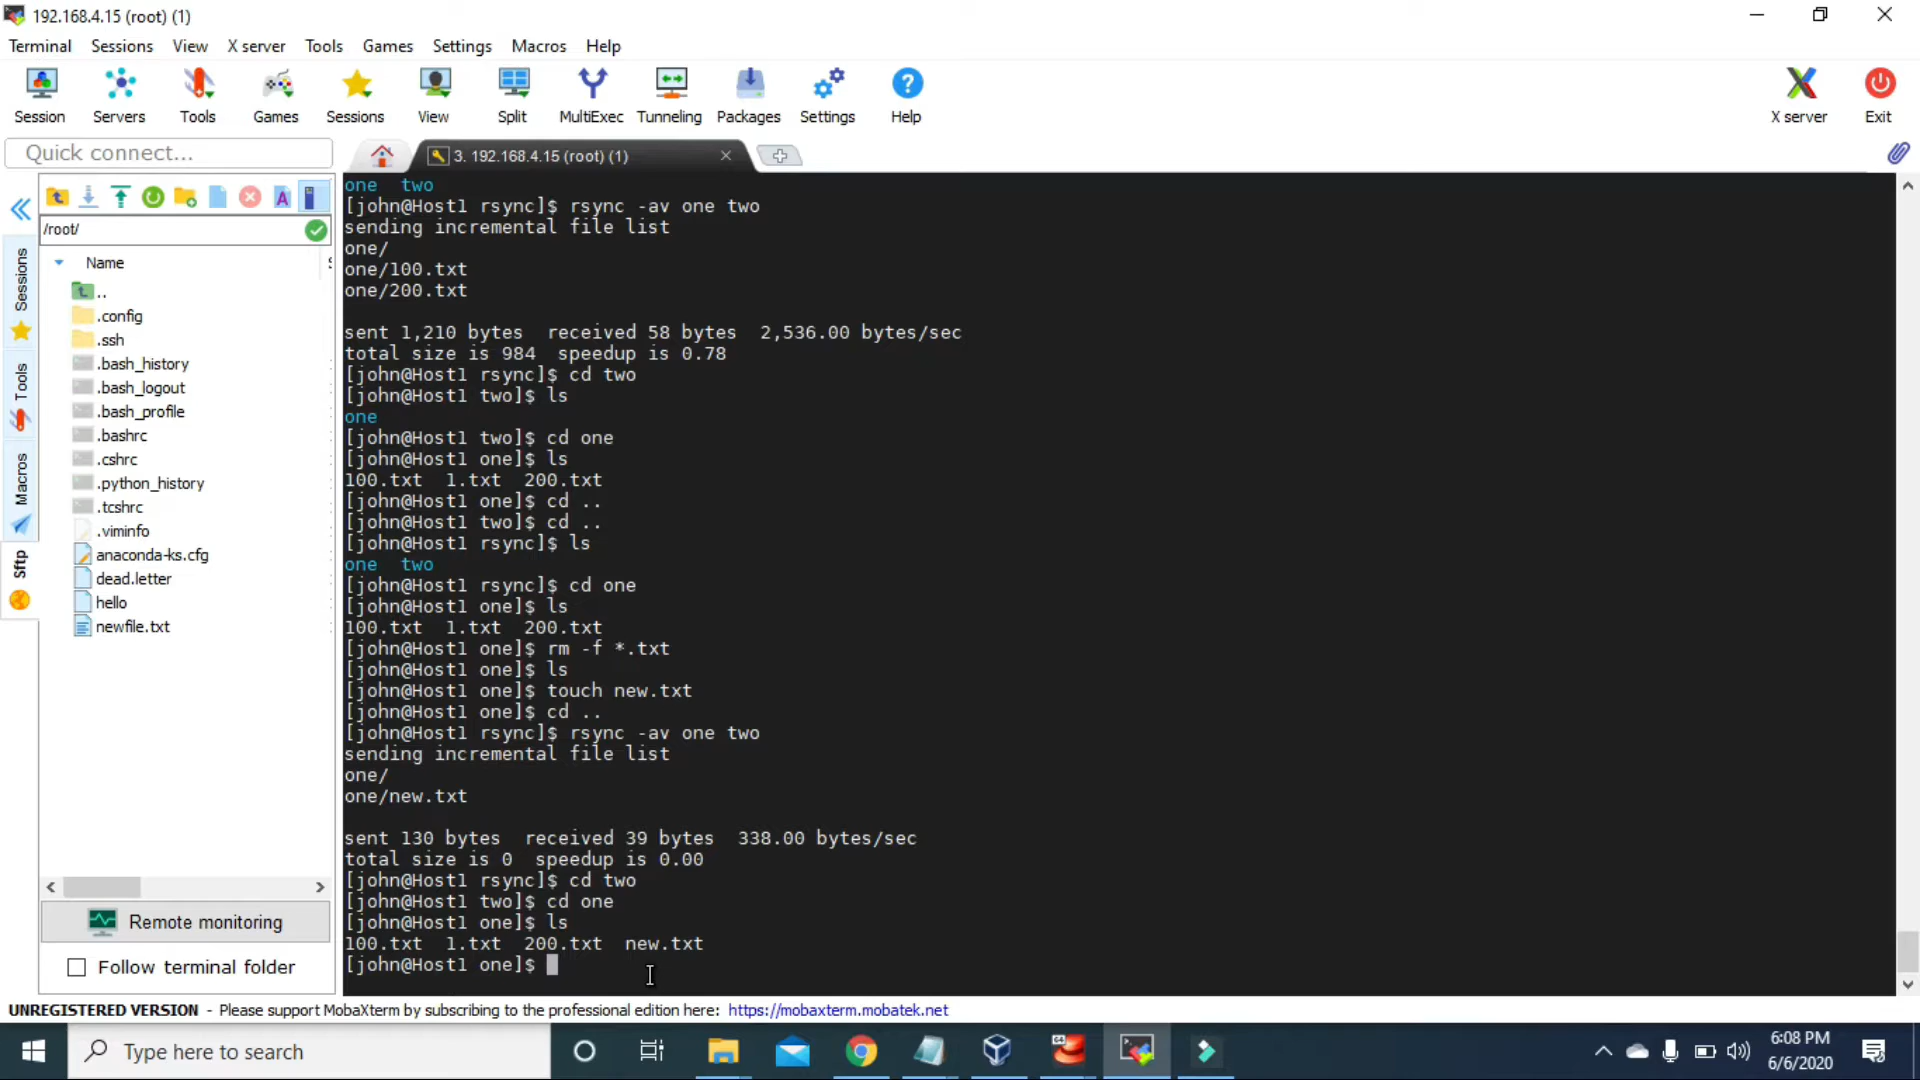 192.168.4.15 (root) (1)
Terminal Sessions View X server Tools Games Settings Macros Help
Session Servers Tools Games Sessions View Split MultiExec Tunneling Packages Settings Help X server Exit
Quick connect...
3. 192.168.4.15 (root) (1)
/root/
Name
..
.config
.ssh
.bash_history
.bash_logout
.bash_profile
.bashrc
.cshrc
.python_history
.tcshrc
.viminfo
anaconda-ks.cfg
dead.letter
hello
newfile.txt
Sessions
Tools
Macros
Sftp
Remote monitoring
Follow terminal folder
one two
[john@Host1 rsync]$ rsync -av one two
sending incremental file list
one/
one/100.txt
one/200.txt
sent 1,210 bytes received 58 bytes 2,536.00 bytes/sec
total size is 984 speedup is 0.78
[john@Host1 rsync]$ cd two
[john@Host1 two]$ ls
one
[john@Host1 two]$ cd one
[john@Host1 one]$ ls
100.txt 1.txt 200.txt
[john@Host1 one]$ cd ..
[john@Host1 two]$ cd ..
[john@Host1 rsync]$ ls
one two
[john@Host1 rsync]$ cd one
[john@Host1 one]$ ls
100.txt 1.txt 200.txt
[john@Host1 one]$ rm -f *.txt
[john@Host1 one]$ ls
[john@Host1 one]$ touch new.txt
[john@Host1 one]$ cd ..
[john@Host1 rsync]$ rsync -av one two
sending incremental file list
one/
one/new.txt
sent 130 bytes received 39 bytes 338.00 bytes/sec
total size is 0 speedup is 0.00
[john@Host1 rsync]$ cd two
[john@Host1 two]$ cd one
[john@Host1 one]$ ls
100.txt 1.txt 200.txt new.txt
[john@Host1 one]$
UNREGISTERED VERSION - Please support MobaXterm by subscribing to the professional edition here: https://mobaxterm.mobatek.net
Type here to search
6:08 PM
6/6/2020